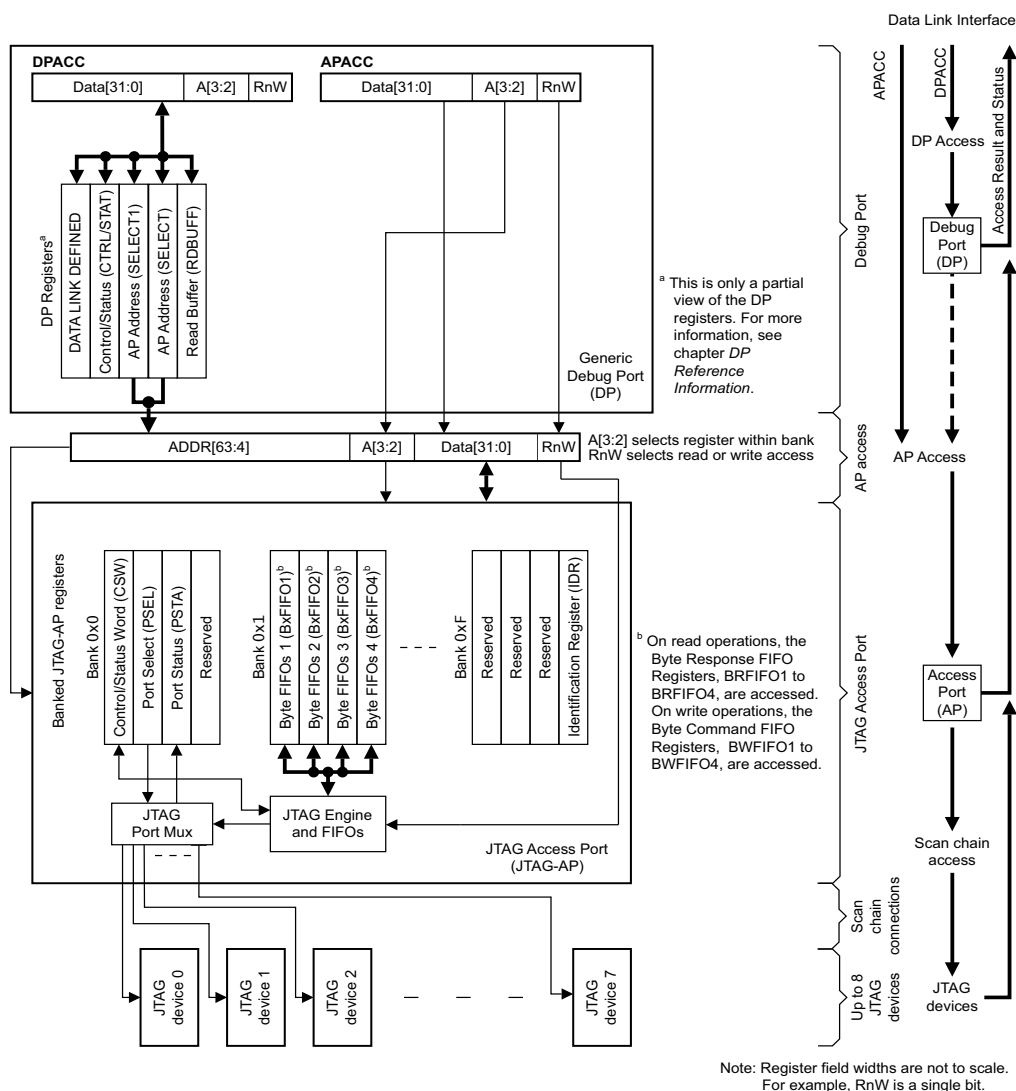 Data Link Interface
DPACC
Data[31:0] A[3:2] RnW
APACC
Data[31:0] A[3:2] RnW
DP Registersa
DATA LINK DEFINED
Control/Status (CTRL/STAT)
AP Address (SELECT1)
AP Address (SELECT)
Read Buffer (RDBUFF)
a This is only a partial
view of the DP
registers. For more
information, see
chapter DP
Reference
Information.
Generic
Debug Port
(DP)
Debug Port
APACC
DPACC
DP Access
Access Result and Status
Debug
Port
(DP)
ADDR[63:4] A[3:2] Data[31:0] RnW
A[3:2] selects register within bank
RnW selects read or write access
AP access
AP Access
Banked JTAG-AP registers
Bank 0x0
Control/Status Word (CSW)
Port Select (PSEL)
Port Status (PSTA)
Reserved
Bank 0x1
Byte FIFOs 1 (BxFIFO1)b
Byte FIFOs 2 (BxFIFO2)b
Byte FIFOs 3 (BxFIFO3)b
Byte FIFOs 4 (BxFIFO4)b
Bank 0xF
Reserved
Reserved
Reserved
Identification Register (IDR)
b On read operations, the
Byte Response FIFO
Registers, BRFIFO1 to
BRFIFO4, are accessed.
On write operations, the
Byte Command FIFO
Registers, BWFIFO1 to
BWFIFO4, are accessed.
JTAG Access Port
Access
Port
(AP)
JTAG
Port Mux
JTAG Engine
and FIFOs
JTAG Access Port
(JTAG-AP)
Scan chain
access
Scan
chain
connections
JTAG
device 0
JTAG
device 1
JTAG
device 2
JTAG
device 7
Up to 8
JTAG
devices
JTAG
devices
Note: Register field widths are not to scale.
For example, RnW is a single bit.